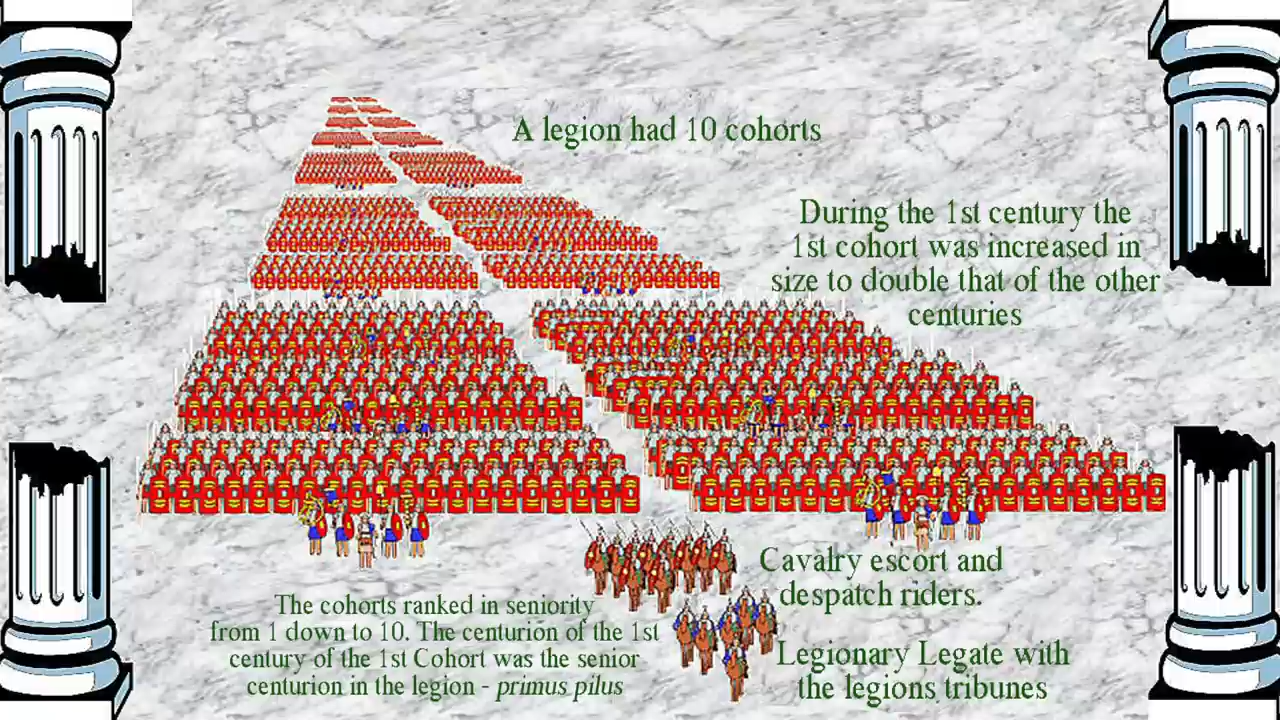 A legion had 10 cohorts
During the 1st century the
1st cohort was increased in
size to double that of the other
centuries
Cavalry escort and
despatch riders.
The cohorts ranked in seniority
from 1 down to 10. The centurion of the 1st
century of the 1st Cohort was the senior
centurion in the legion - primus pilus
Legionary Legate with
the legions tribunes